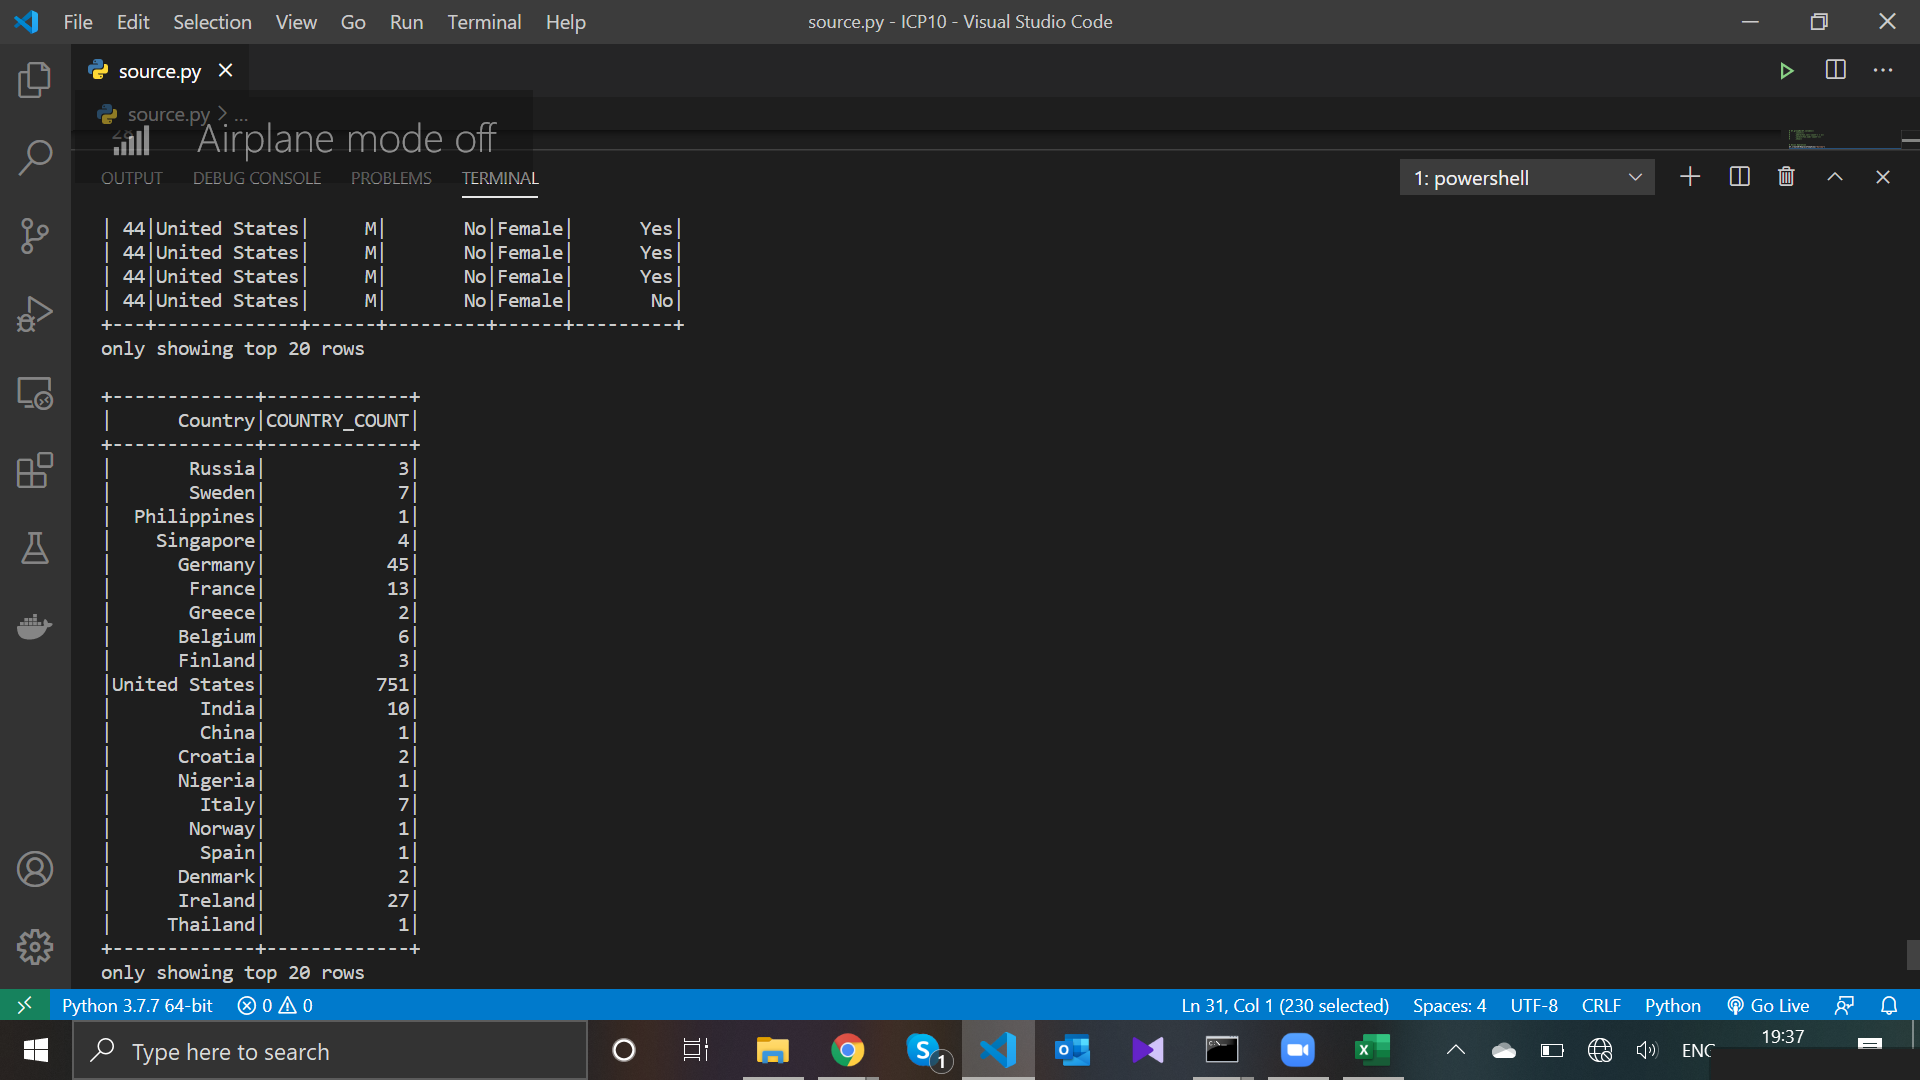 File Edit Selection View Go Run Terminal Help source.py - ICP10 - Visual Studio Code
source.py
source.py > ...
28
Airplane mode off
OUTPUT DEBUG CONSOLE PROBLEMS TERMINAL 1: powershell
| 44|United States|     M|       No|Female|      Yes|
| 44|United States|     M|       No|Female|      Yes|
| 44|United States|     M|       No|Female|      Yes|
| 44|United States|     M|       No|Female|       No|
+---+-------------+------+---------+------+---------+
only showing top 20 rows
+-------------+-------------+
|      Country|COUNTRY_COUNT|
+-------------+-------------+
|       Russia|            3|
|       Sweden|            7|
|  Philippines|            1|
|    Singapore|            4|
|      Germany|           45|
|       France|           13|
|       Greece|            2|
|      Belgium|            6|
|      Finland|            3|
|United States|          751|
|        India|           10|
|        China|            1|
|      Croatia|            2|
|      Nigeria|            1|
|        Italy|            7|
|       Norway|            1|
|        Spain|            1|
|      Denmark|            2|
|      Ireland|           27|
|     Thailand|            1|
+-------------+-------------+
only showing top 20 rows
Python 3.7.7 64-bit 0 0 Ln 31, Col 1 (230 selected) Spaces: 4 UTF-8 CRLF Python Go Live
Type here to search S 1 ENG 19:37